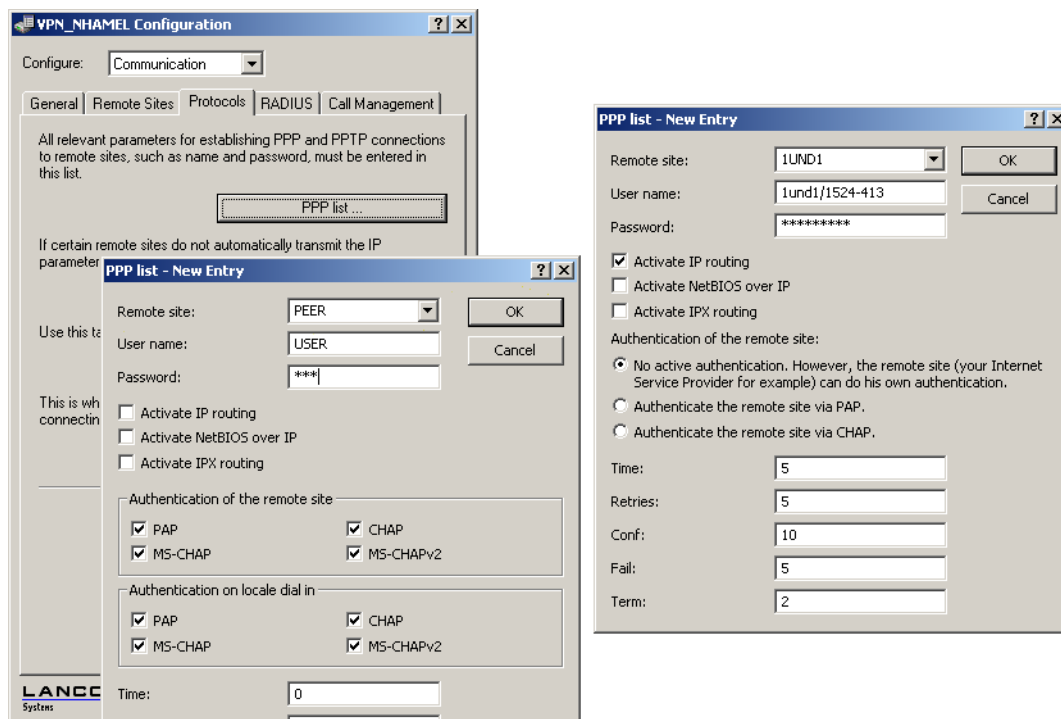 VPN_NHAMEL Configuration
Configure:
Communication
General
Remote Sites
Protocols
RADIUS
Call Management
All relevant parameters for establishing PPP and PPTP connections
to remote sites, such as name and password, must be entered in
this list.
PPP list ...
If certain remote sites do not automatically transmit the IP
Use this
This is
Systems
PPP list - New Entry
Remote site:
PEER
OK
User name:
USER
Cancel
Password:
***
Activate IP routing
Activate NetBIOS over IP
Activate IPX routing
Authentication of the remote site
PAP
CHAP
MS-CHAP
MS-CHAPv2
Authentication on locale dial in
PAP
CHAP
MS-CHAP
MS-CHAPv2
Time:
0
PPP list - New Entry
Remote site:
1UND1
OK
User name:
1und1/1524-413
Cancel
Password:
*********
Activate IP routing
Activate NetBIOS over IP
Activate IPX routing
Authentication of the remote site:
No active authentication. However, the remote site (your Internet
Service Provider for example) can do his own authentication.
Authenticate the remote site via PAP.
Authenticate the remote site via CHAP.
Time:
5
Retries:
5
Conf:
10
Fail:
5
Term:
2